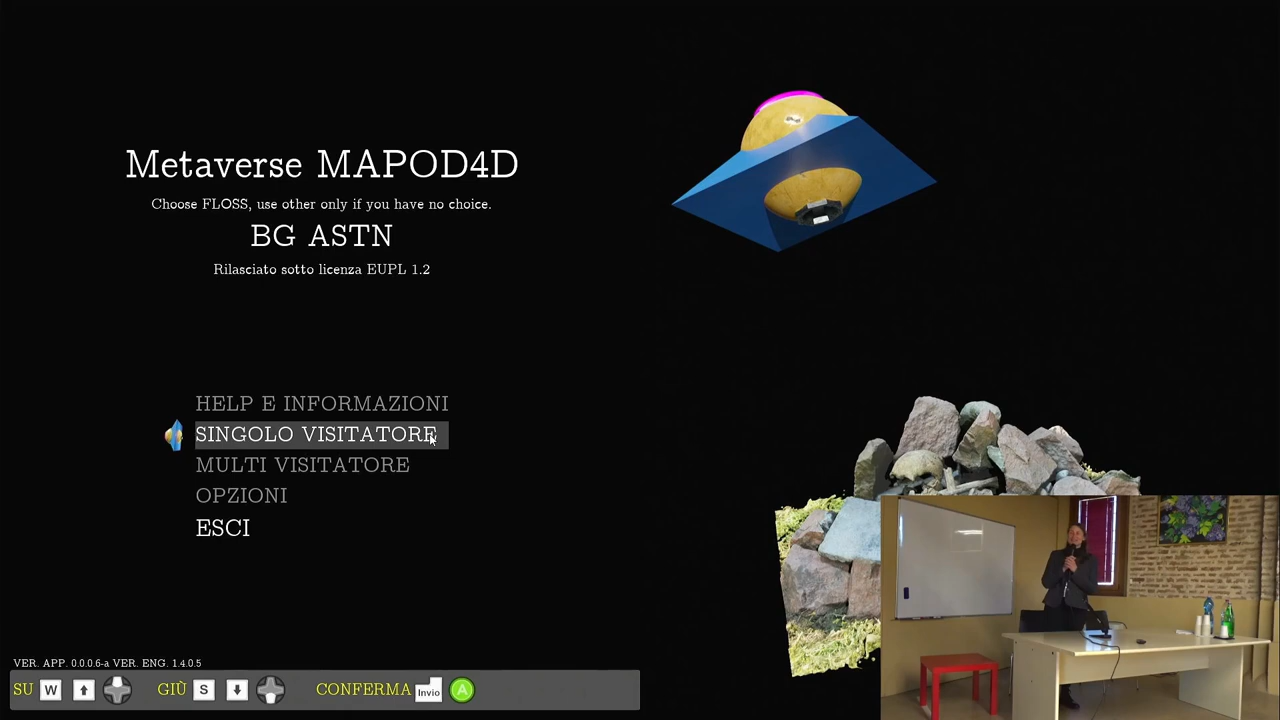 Metaverse MAPOD4D
Choose FLOSS, use other only if you have no choice.
BG ASTN
Rilasciato sotto licenza EUPL 1.2
HELP E INFORMAZIONI
SINGOLO VISITATORE
MULTI VISITATORE
OPZIONI
ESCI
VER. APP. 0.0.0.6-a VER. ENG. 1.4.0.5
SU W GIÙ S CONFERMA Invio A